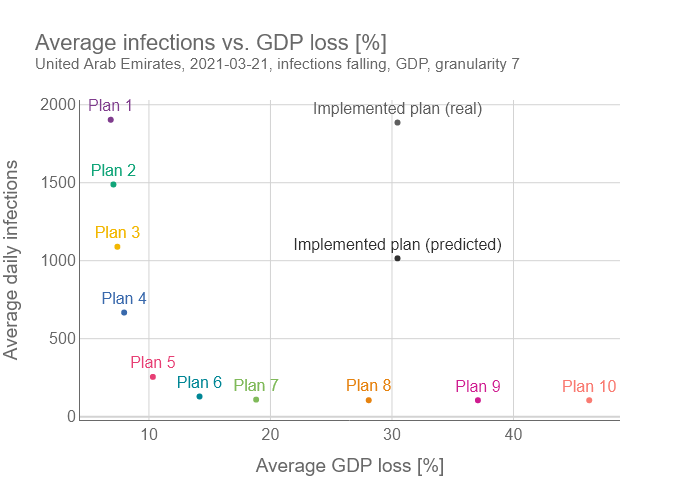 Average infections vs. GDP loss [%]
United Arab Emirates, 2021-03-21, infections falling, GDP, granularity 7
2000
Plan 1
Implemented plan (real)
Plan 2
1500
Plan 3
Implemented plan (predicted)
1000
Plan 4
500
Plan 5
Plan 6
Plan 7
Plan 8
Plan 9
Plan 10
0
10
20
30
40
Average daily infections
Average GDP loss [%]